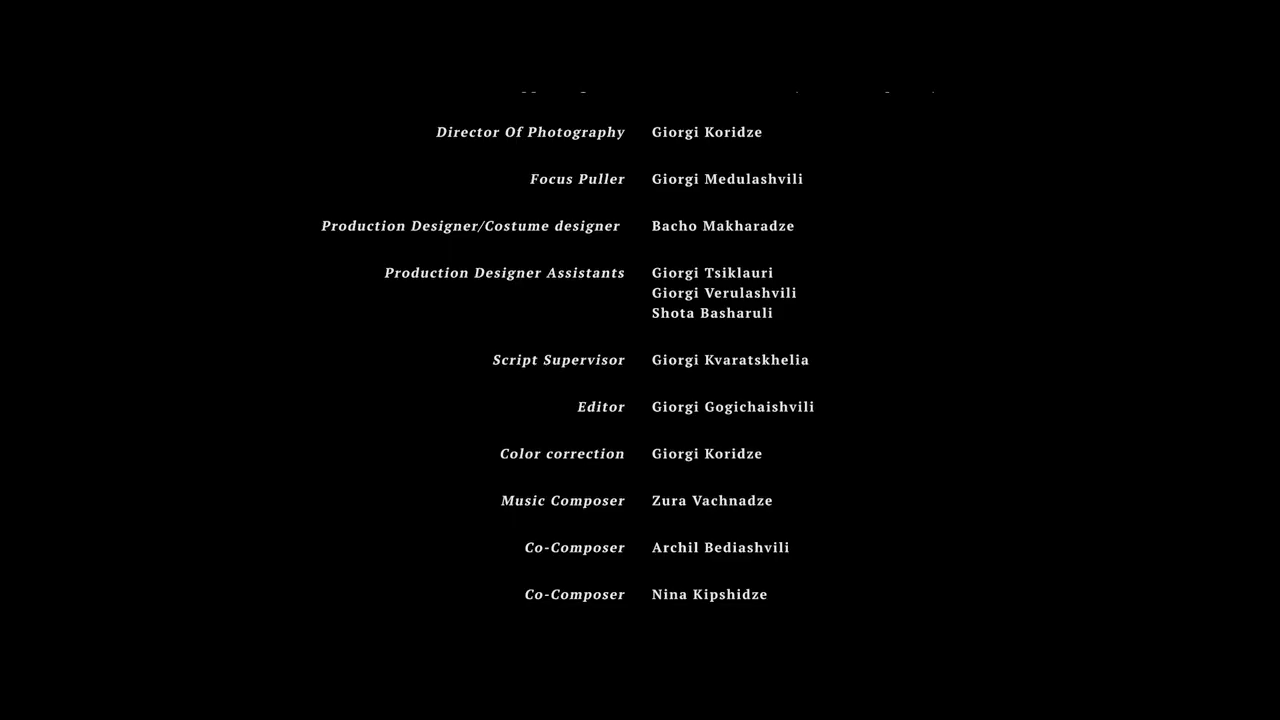 Director Of Photography Giorgi Koridze
Focus Puller Giorgi Medulashvili
Production Designer/Costume designer Bacho Makharadze
Production Designer Assistants Giorgi Tsiklauri
Giorgi Verulashvili
Shota Basharuli
Script Supervisor Giorgi Kvaratskhelia
Editor Giorgi Gogichaishvili
Color correction Giorgi Koridze
Music Composer Zura Vachnadze
Co-Composer Archil Bediashvili
Co-Composer Nina Kipshidze